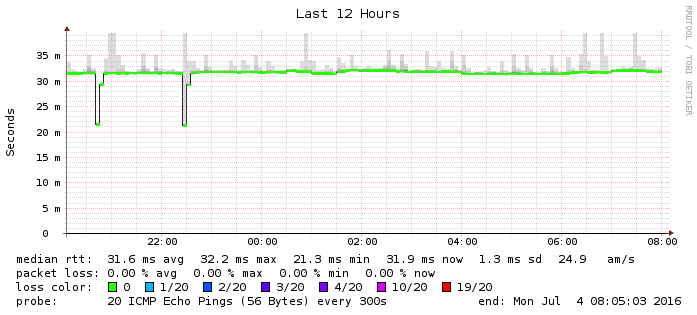 Last 12 Hours
RRDTOOL / TOBI OETIKER
Seconds
35 m
30 m
25 m
20 m
15 m
10 m
5 m
0
22:00 00:00 02:00 04:00 06:00 08:00
median rtt: 31.6 ms avg 32.2 ms max 21.3 ms min 31.9 ms now 1.3 ms sd 24.9 am/s
packet loss: 0.00 % avg 0.00 % max 0.00 % min 0.00 % now
loss color: 0 1/20 2/20 3/20 4/20 10/20 19/20
probe: 20 ICMP Echo Pings (56 Bytes) every 300s end: Mon Jul 4 08:05:03 2016